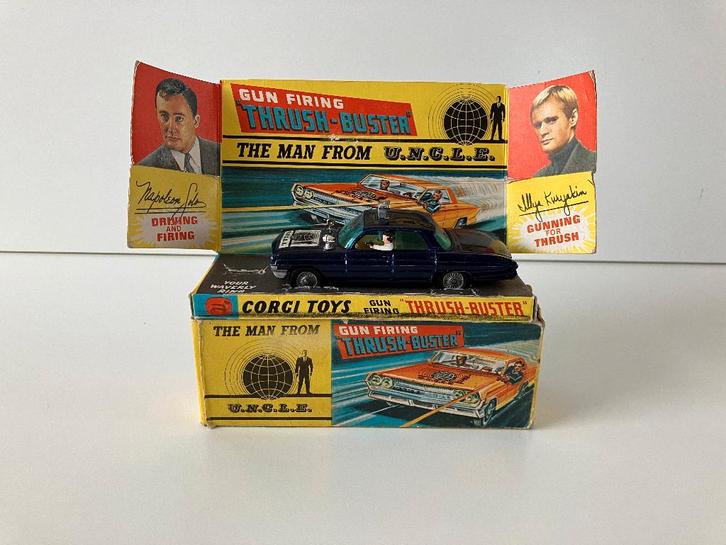 GUN FIRING
"THRUSH-BUSTER"
THE MAN FROM U.N.C.L.E.
Napoleon Solo
DRIVING
AND
FIRING
Illya Kuryakin
GUNNING
FOR
THRUSH
YOUR
WAVERLY
RING
CORGI TOYS GUN FIRING "THRUSH-BUSTER"
THE MAN FROM
U.N.C.L.E.
GUN FIRING
"THRUSH-BUSTER"